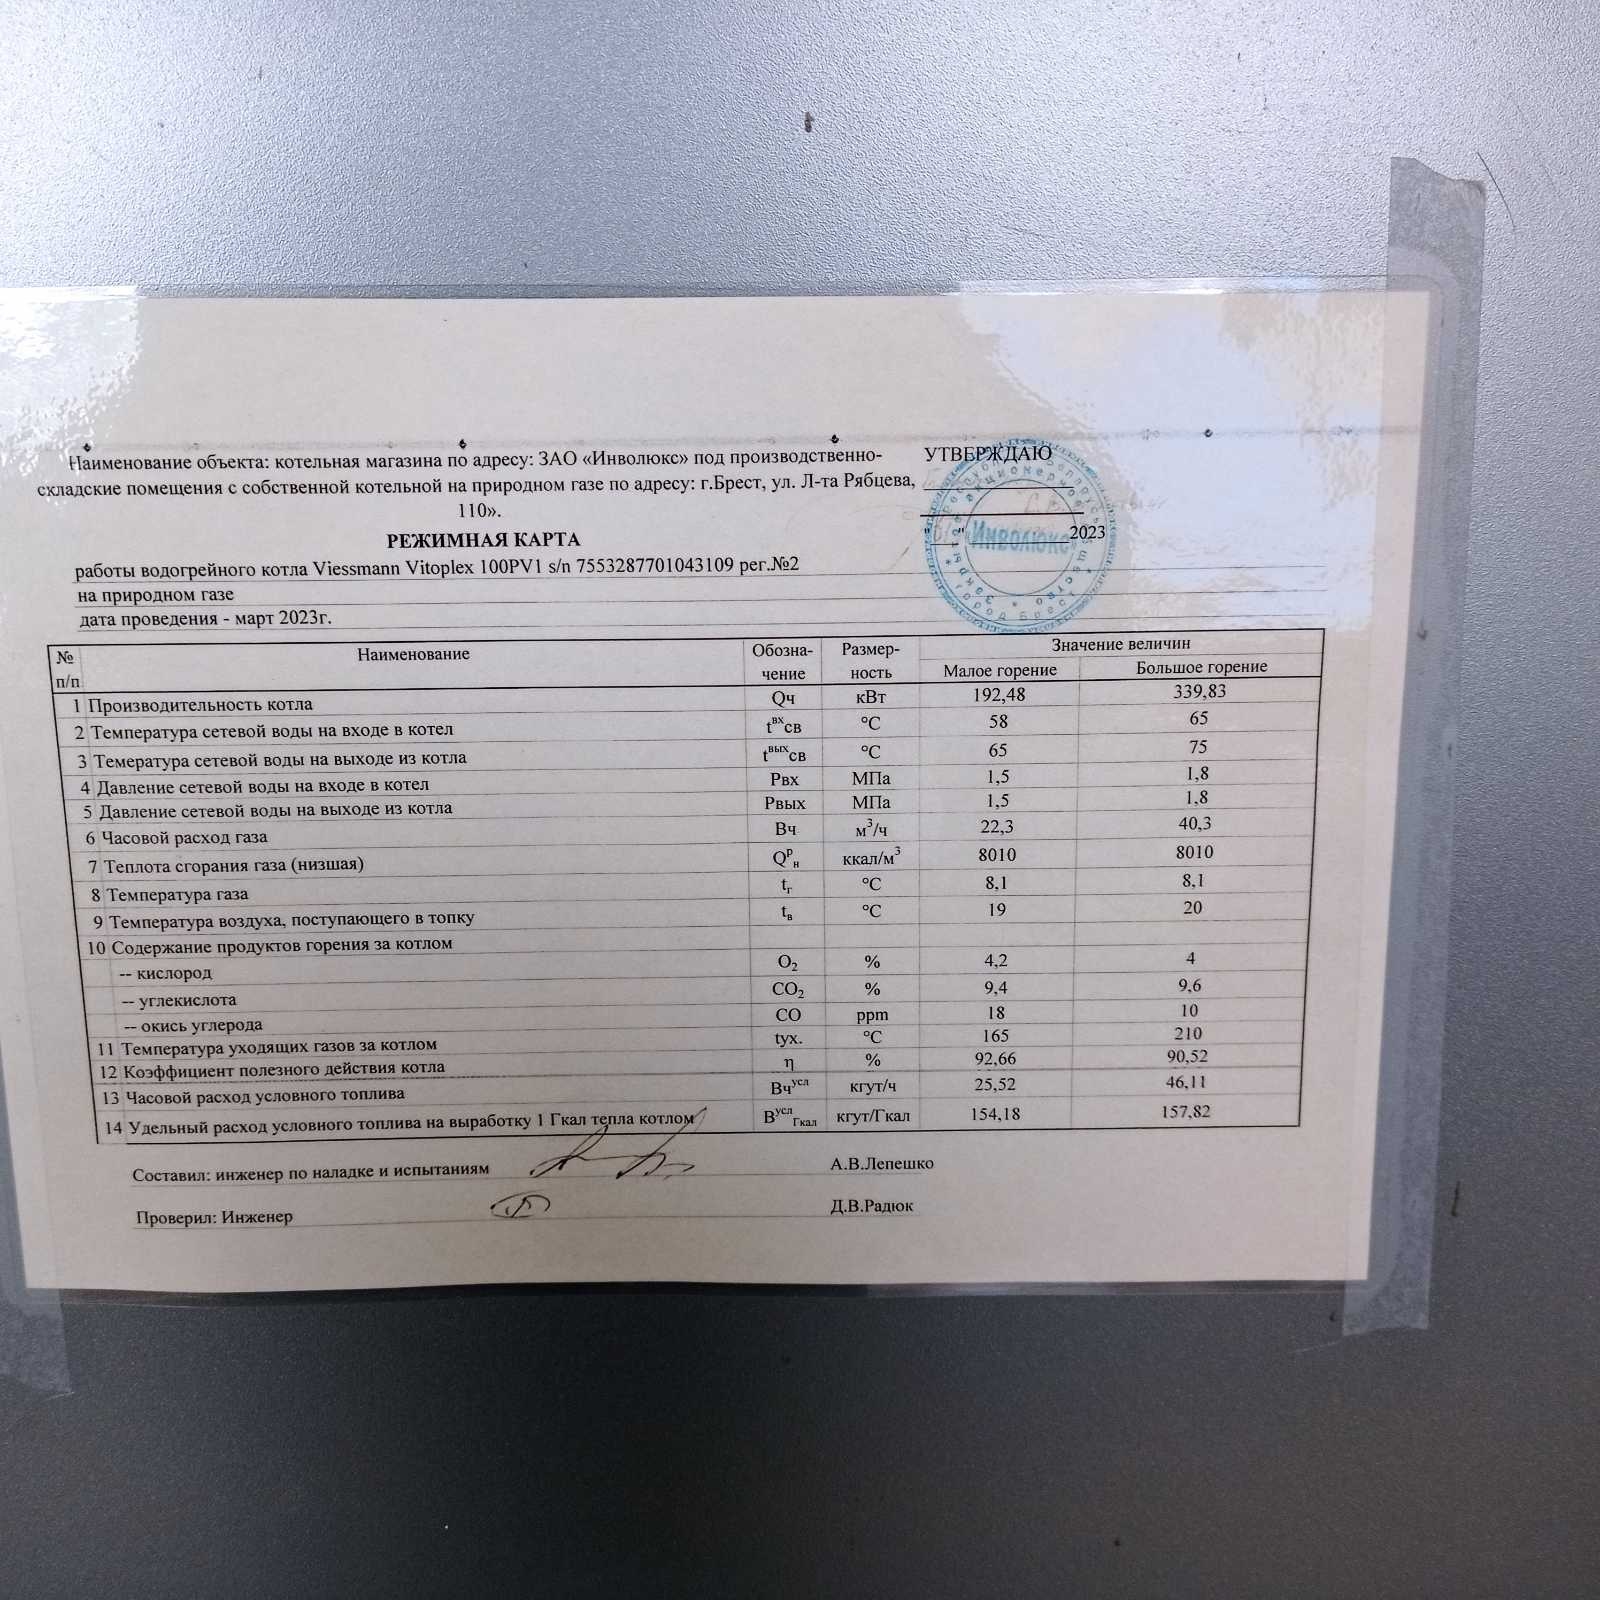 Наименование объекта: котельная магазина по адресу: ЗАО «Инволюкс» под производственно-
складские помещения с собственной котельной на природном газе по адресу: г.Брест, ул. Л-та Рябцева,
110».
УТВЕРЖДАЮ
2023
«Инволюкс»
РЕЖИМНАЯ КАРТА
работы водогрейного котла Viessmann Vitoplex 100PV1 s/n 7553287701043109 рег.№2
на природном газе
дата проведения - март 2023г.
№ п/п Наименование Обозна-чение Размер-ность Значение величин
Малое горение Большое горение
1 Производительность котла Qч кВт 192,48 339,83
2 Температура сетевой воды на входе в котел tвхсв °С 58 65
3 Темература сетевой воды на выходе из котла tвыхсв °С 65 75
4 Давление сетевой воды на входе в котел Рвх МПа 1,5 1,8
5 Давление сетевой воды на выходе из котла Рвых МПа 1,5 1,8
6 Часовой расход газа Вч м³/ч 22,3 40,3
7 Теплота сгорания газа (низшая) Qрн ккал/м³ 8010 8010
8 Температура газа tг °С 8,1 8,1
9 Температура воздуха, поступающего в топку tв °С 19 20
10 Содержание продуктов горения за котлом
-- кислород O₂ % 4,2 4
-- углекислота CO₂ % 9,4 9,6
-- окись углерода CO ppm 18 10
11 Температура уходящих газов за котлом tух. °С 165 210
12 Коэффициент полезного действия котла η % 92,66 90,52
13 Часовой расход условного топлива Вчусл кгут/ч 25,52 46,11
14 Удельный расход условного топлива на выработку 1 Гкал тепла котлом ВуслГкал кгут/Гкал 154,18 157,82
Составил: инженер по наладке и испытаниям А.В.Лепешко
Проверил: Инженер Д.В.Радюк